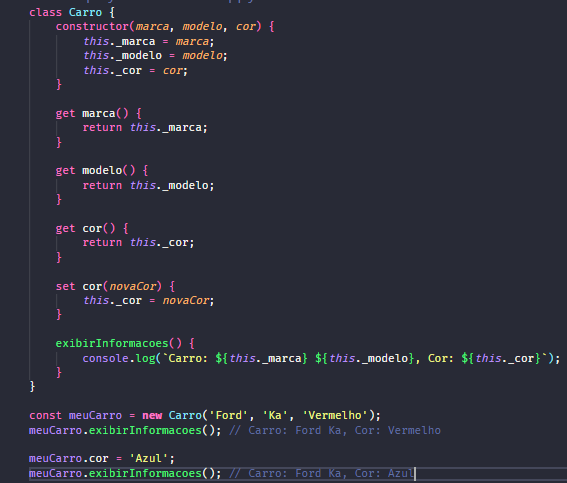 class Carro {
    constructor(marca, modelo, cor) {
        this._marca = marca;
        this._modelo = modelo;
        this._cor = cor;
    }

    get marca() {
        return this._marca;
    }

    get modelo() {
        return this._modelo;
    }

    get cor() {
        return this._cor;
    }

    set cor(novaCor) {
        this._cor = novaCor;
    }

    exibirInformacoes() {
        console.log(`Carro: ${this._marca} ${this._modelo}, Cor: ${this._cor}`);
    }
}

const meuCarro = new Carro('Ford', 'Ka', 'Vermelho');
meuCarro.exibirInformacoes(); // Carro: Ford Ka, Cor: Vermelho

meuCarro.cor = 'Azul';
meuCarro.exibirInformacoes(); // Carro: Ford Ka, Cor: Azul